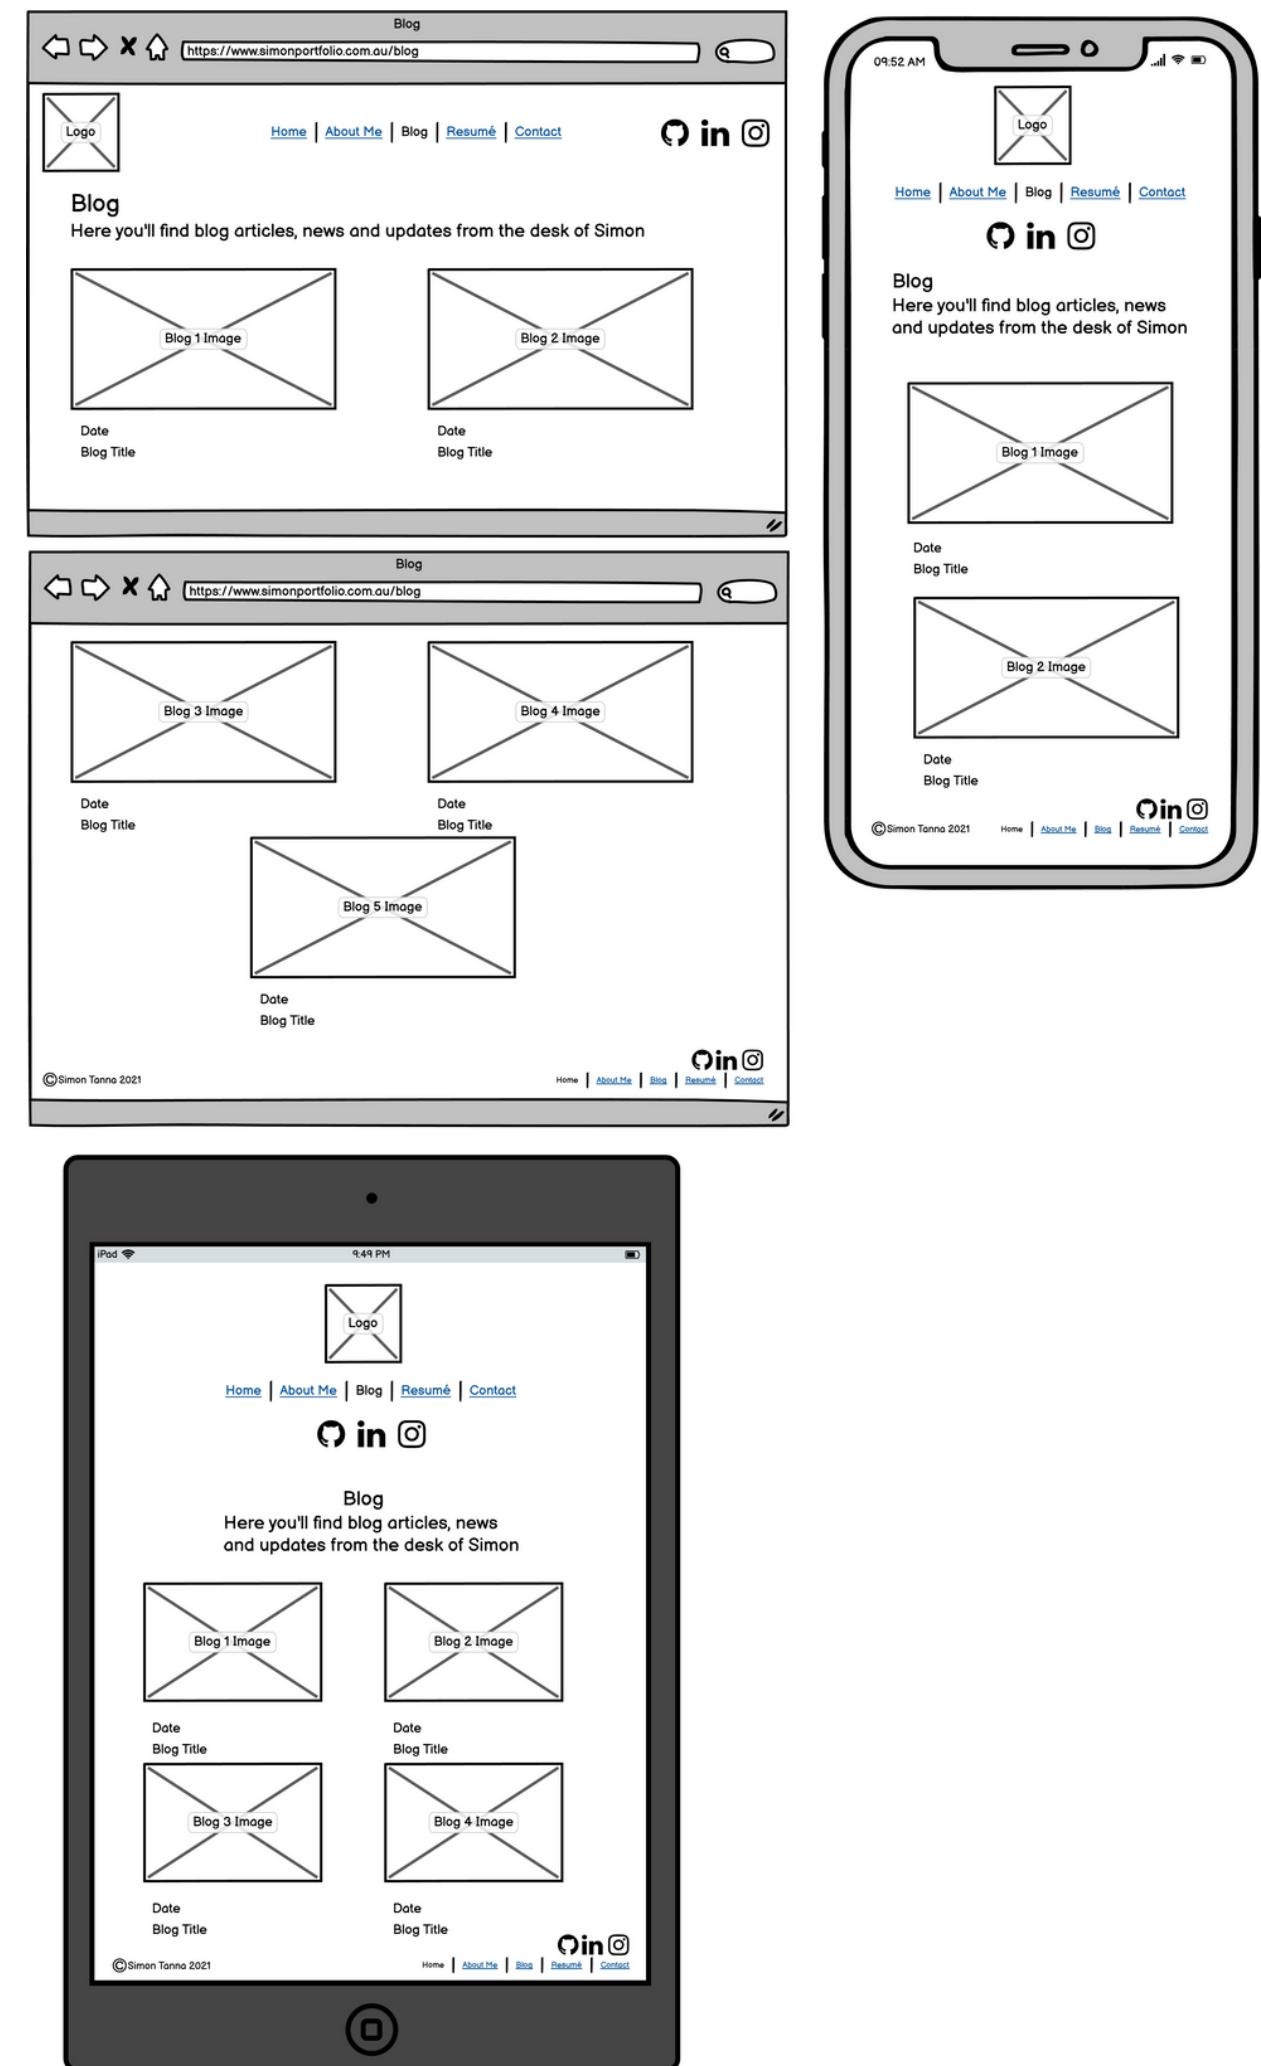 Blog
https://www.simonportfolio.com.au/blog
Logo
Home | About Me | Blog | Resumé | Contact
in
Blog
Here you'll find blog articles, news and updates from the desk of Simon
Blog 1 Image
Blog 2 Image
Date
Date
Blog Title
Blog Title
Blog
https://www.simonportfolio.com.au/blog
Blog 3 Image
Blog 4 Image
Date
Date
Blog Title
Blog Title
Blog 5 Image
Date
Blog Title
in
©Simon Tanna 2021
Home | About Me | Blog | Resumé | Contact
09:52 AM
Logo
Home | About Me | Blog | Resumé | Contact
in
Blog
Here you'll find blog articles, news
and updates from the desk of Simon
Blog 1 Image
Date
Blog Title
Blog 2 Image
Date
Blog Title
in
©Simon Tanna 2021
Home | About Me | Blog | Resumé | Contact
iPad
9:49 PM
Logo
Home | About Me | Blog | Resumé | Contact
in
Blog
Here you'll find blog articles, news
and updates from the desk of Simon
Blog 1 Image
Blog 2 Image
Date
Date
Blog Title
Blog Title
Blog 3 Image
Blog 4 Image
Date
Date
Blog Title
Blog Title
in
©Simon Tanna 2021
Home | About Me | Blog | Resumé | Contact